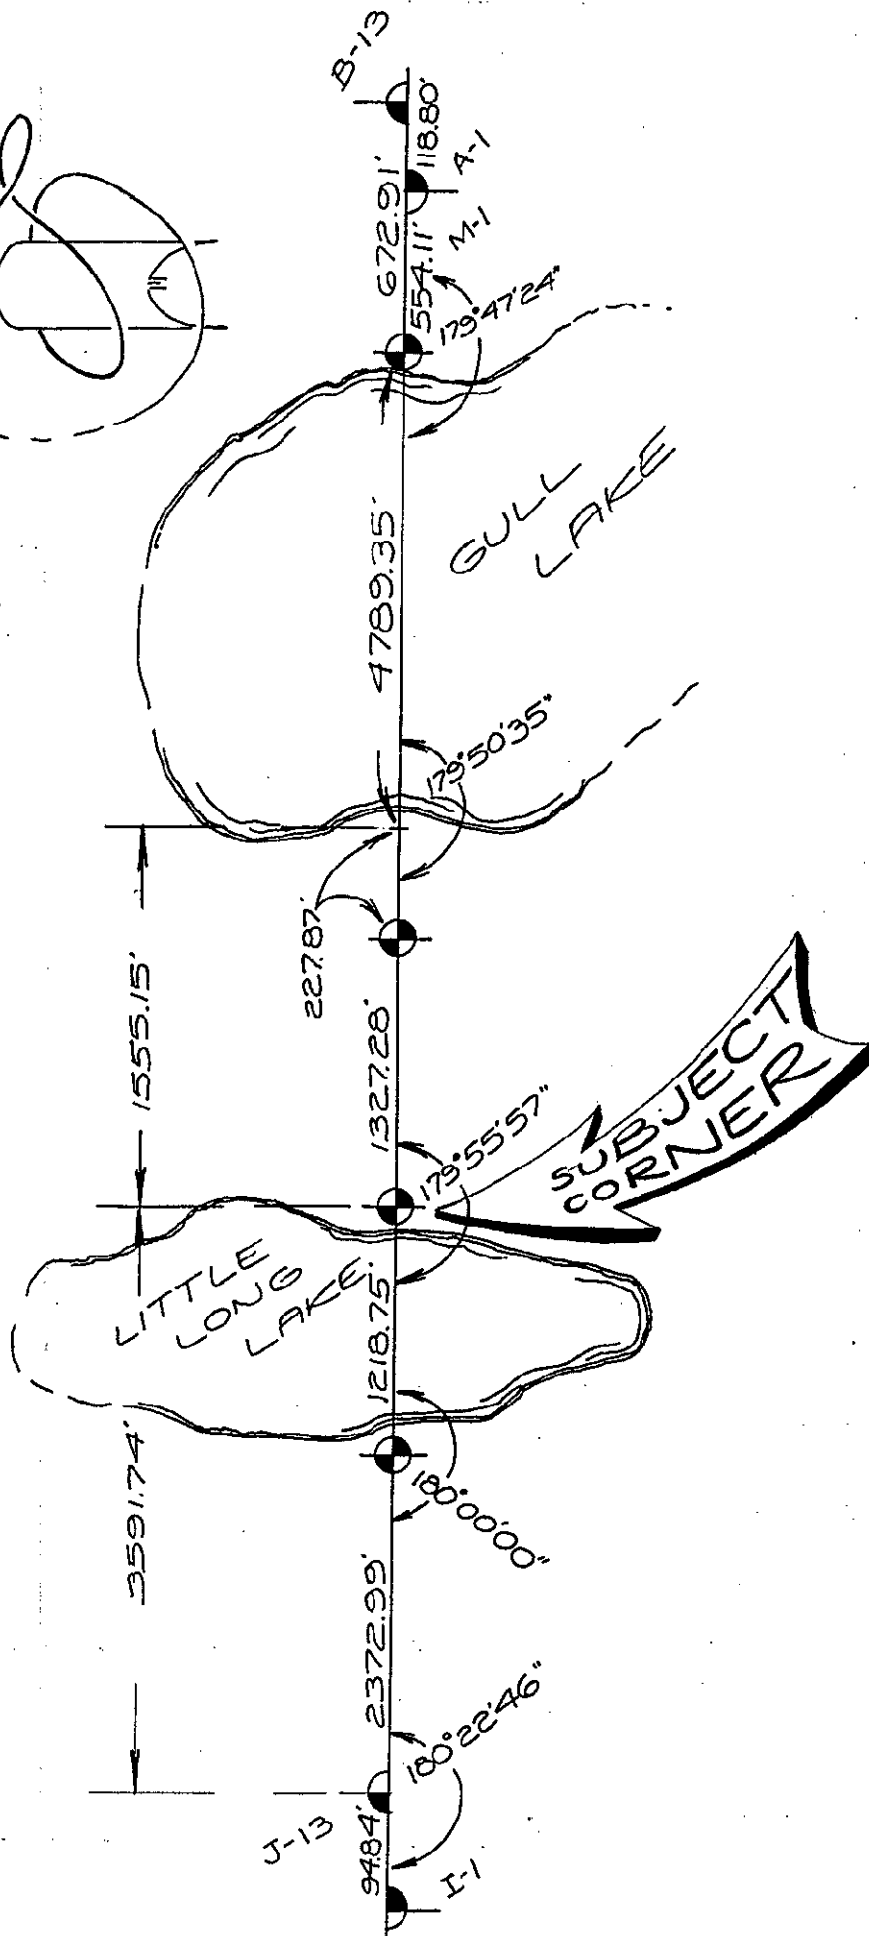 B-13
118.80'
A-1
672.91'
M-1
554.11'
179°47'24"
GULL
LAKE
4789.35'
179°50'35"
227.87'
1555.15'
1327.28'
SUBJECT
CORNER
179°55'57"
LITTLE
LONG
LAKE
1218.75'
180°00'00"
3591.74'
2372.99'
180°22'46"
J-13
94.84'
I-1